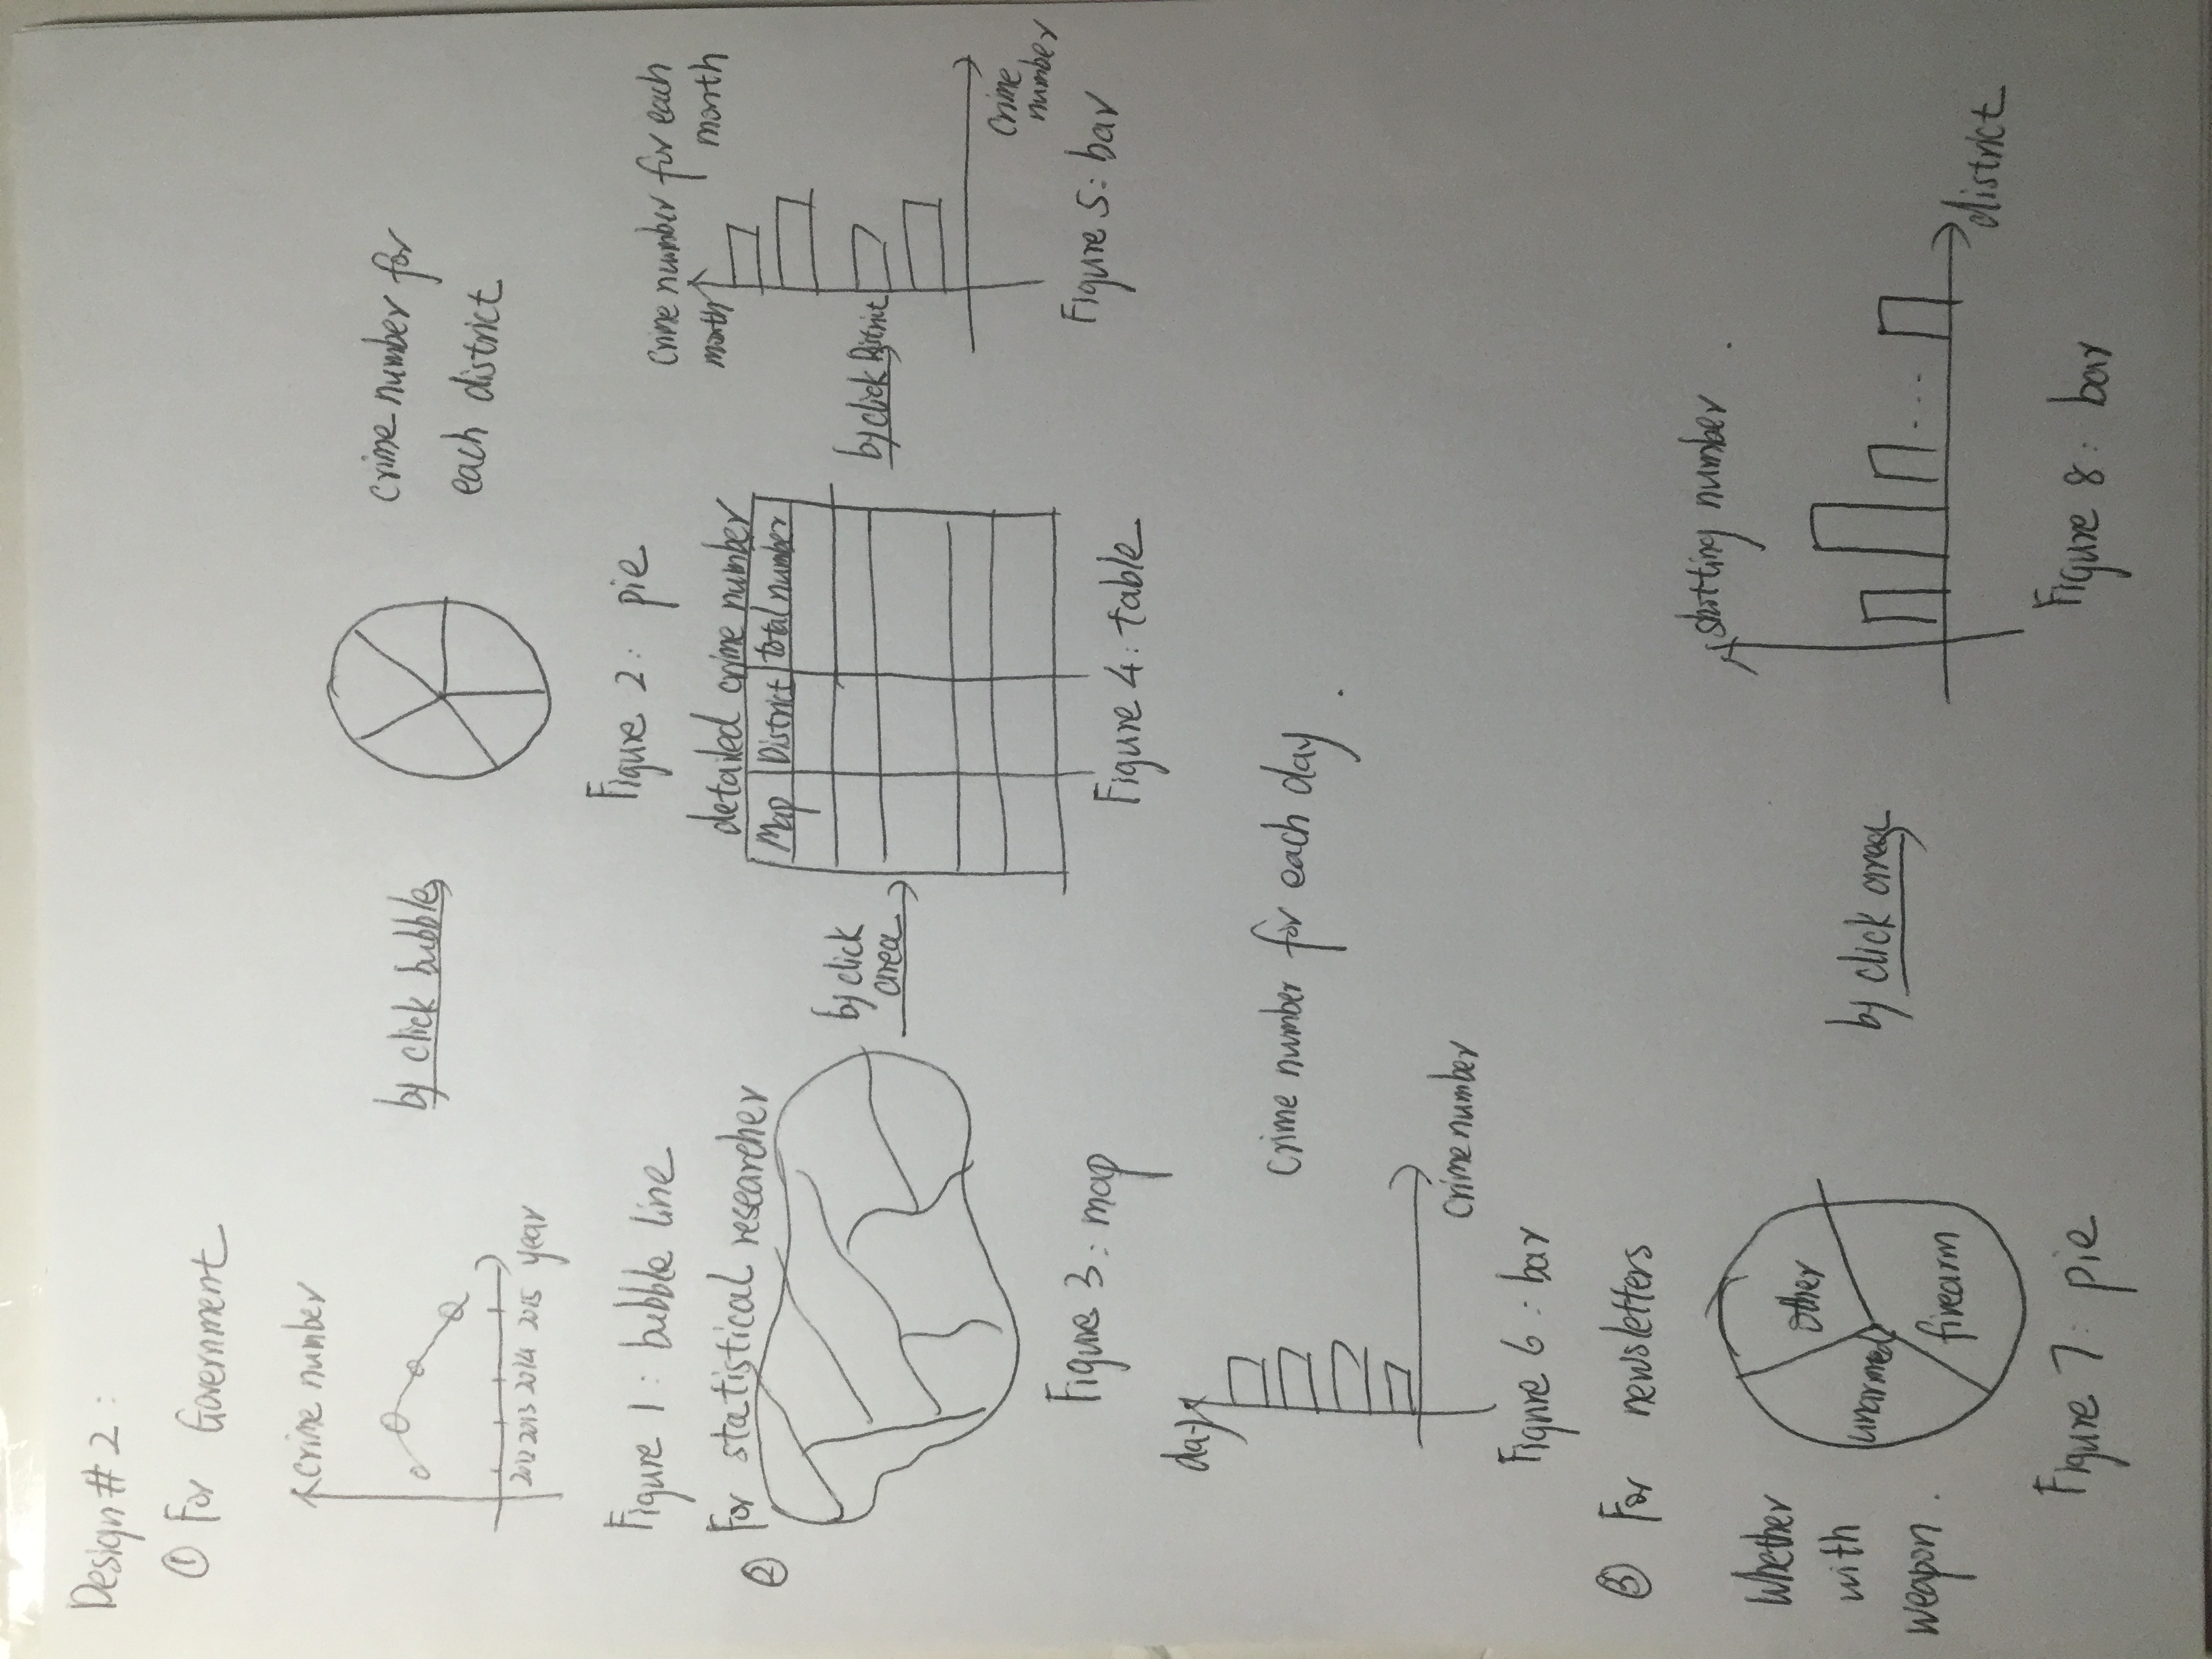 Design # 2 :
① For Government
crime number
2012 2013 2014 2015 year
Figure 1 : bubble line
by click bubble
crime number for
each district
Figure 2 : pie
② For statistical researcher
Figure 3 : map
by click
area
detailed crime number
Map District total number
Figure 4 : table
by click District
crime number for each
month
month
crime
number
Figure 5 : bar
day
crime number
crime number for each day .
Figure 6 : bar
③ For newsletters
Whether
with
weapon .
other
unarmed
firearm
Figure 7 : pie
by click area
shotting number .
...
district
Figure 8 : bar